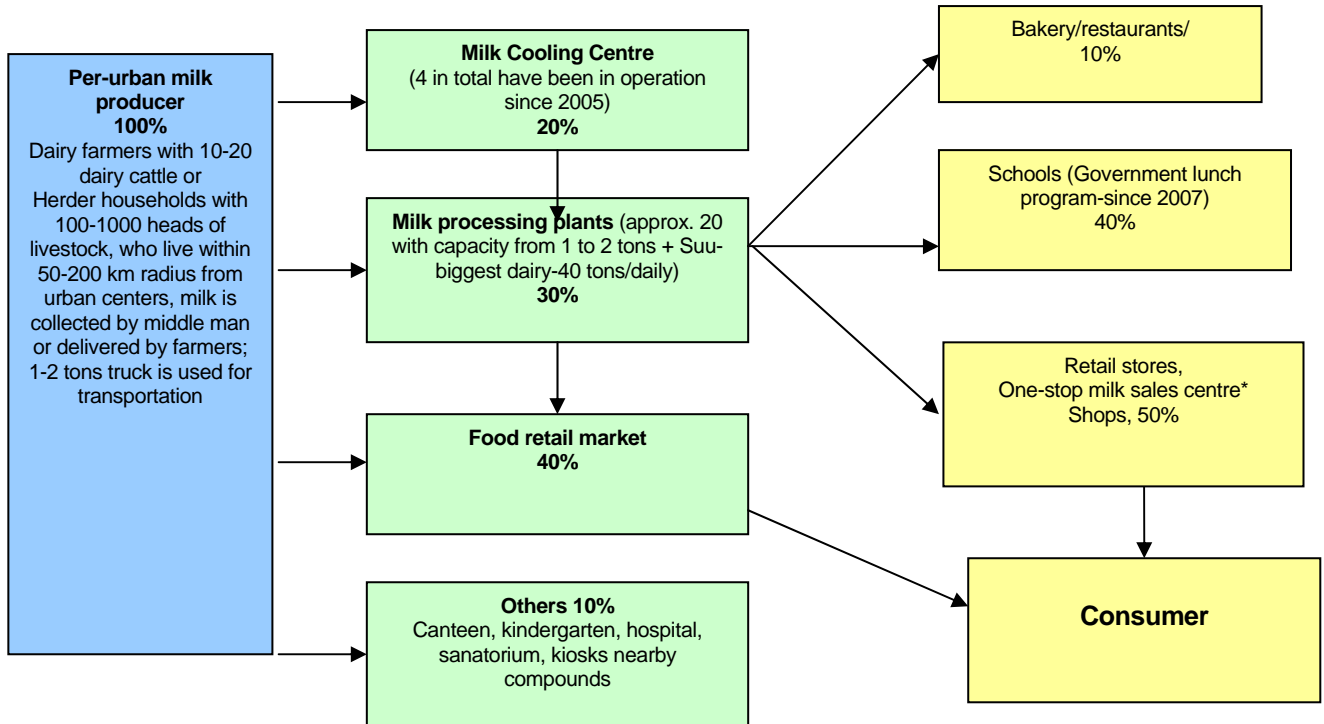 Per-urban milk
producer
100%
Dairy farmers with 10-20
dairy cattle or
Herder households with
100-1000 heads of
livestock, who live within
50-200 km radius from
urban centers, milk is
collected by middle man
or delivered by farmers;
1-2 tons truck is used for
transportation
Milk Cooling Centre
(4 in total have been in operation
since 2005)
20%
Milk processing plants (approx. 20
with capacity from 1 to 2 tons + Suu-
biggest dairy-40 tons/daily)
30%
Food retail market
40%
Others 10%
Canteen, kindergarten, hospital,
sanatorium, kiosks nearby
compounds
Bakery/restaurants/
10%
Schools (Government lunch
program-since 2007)
40%
Retail stores,
One-stop milk sales centre*
Shops, 50%
Consumer